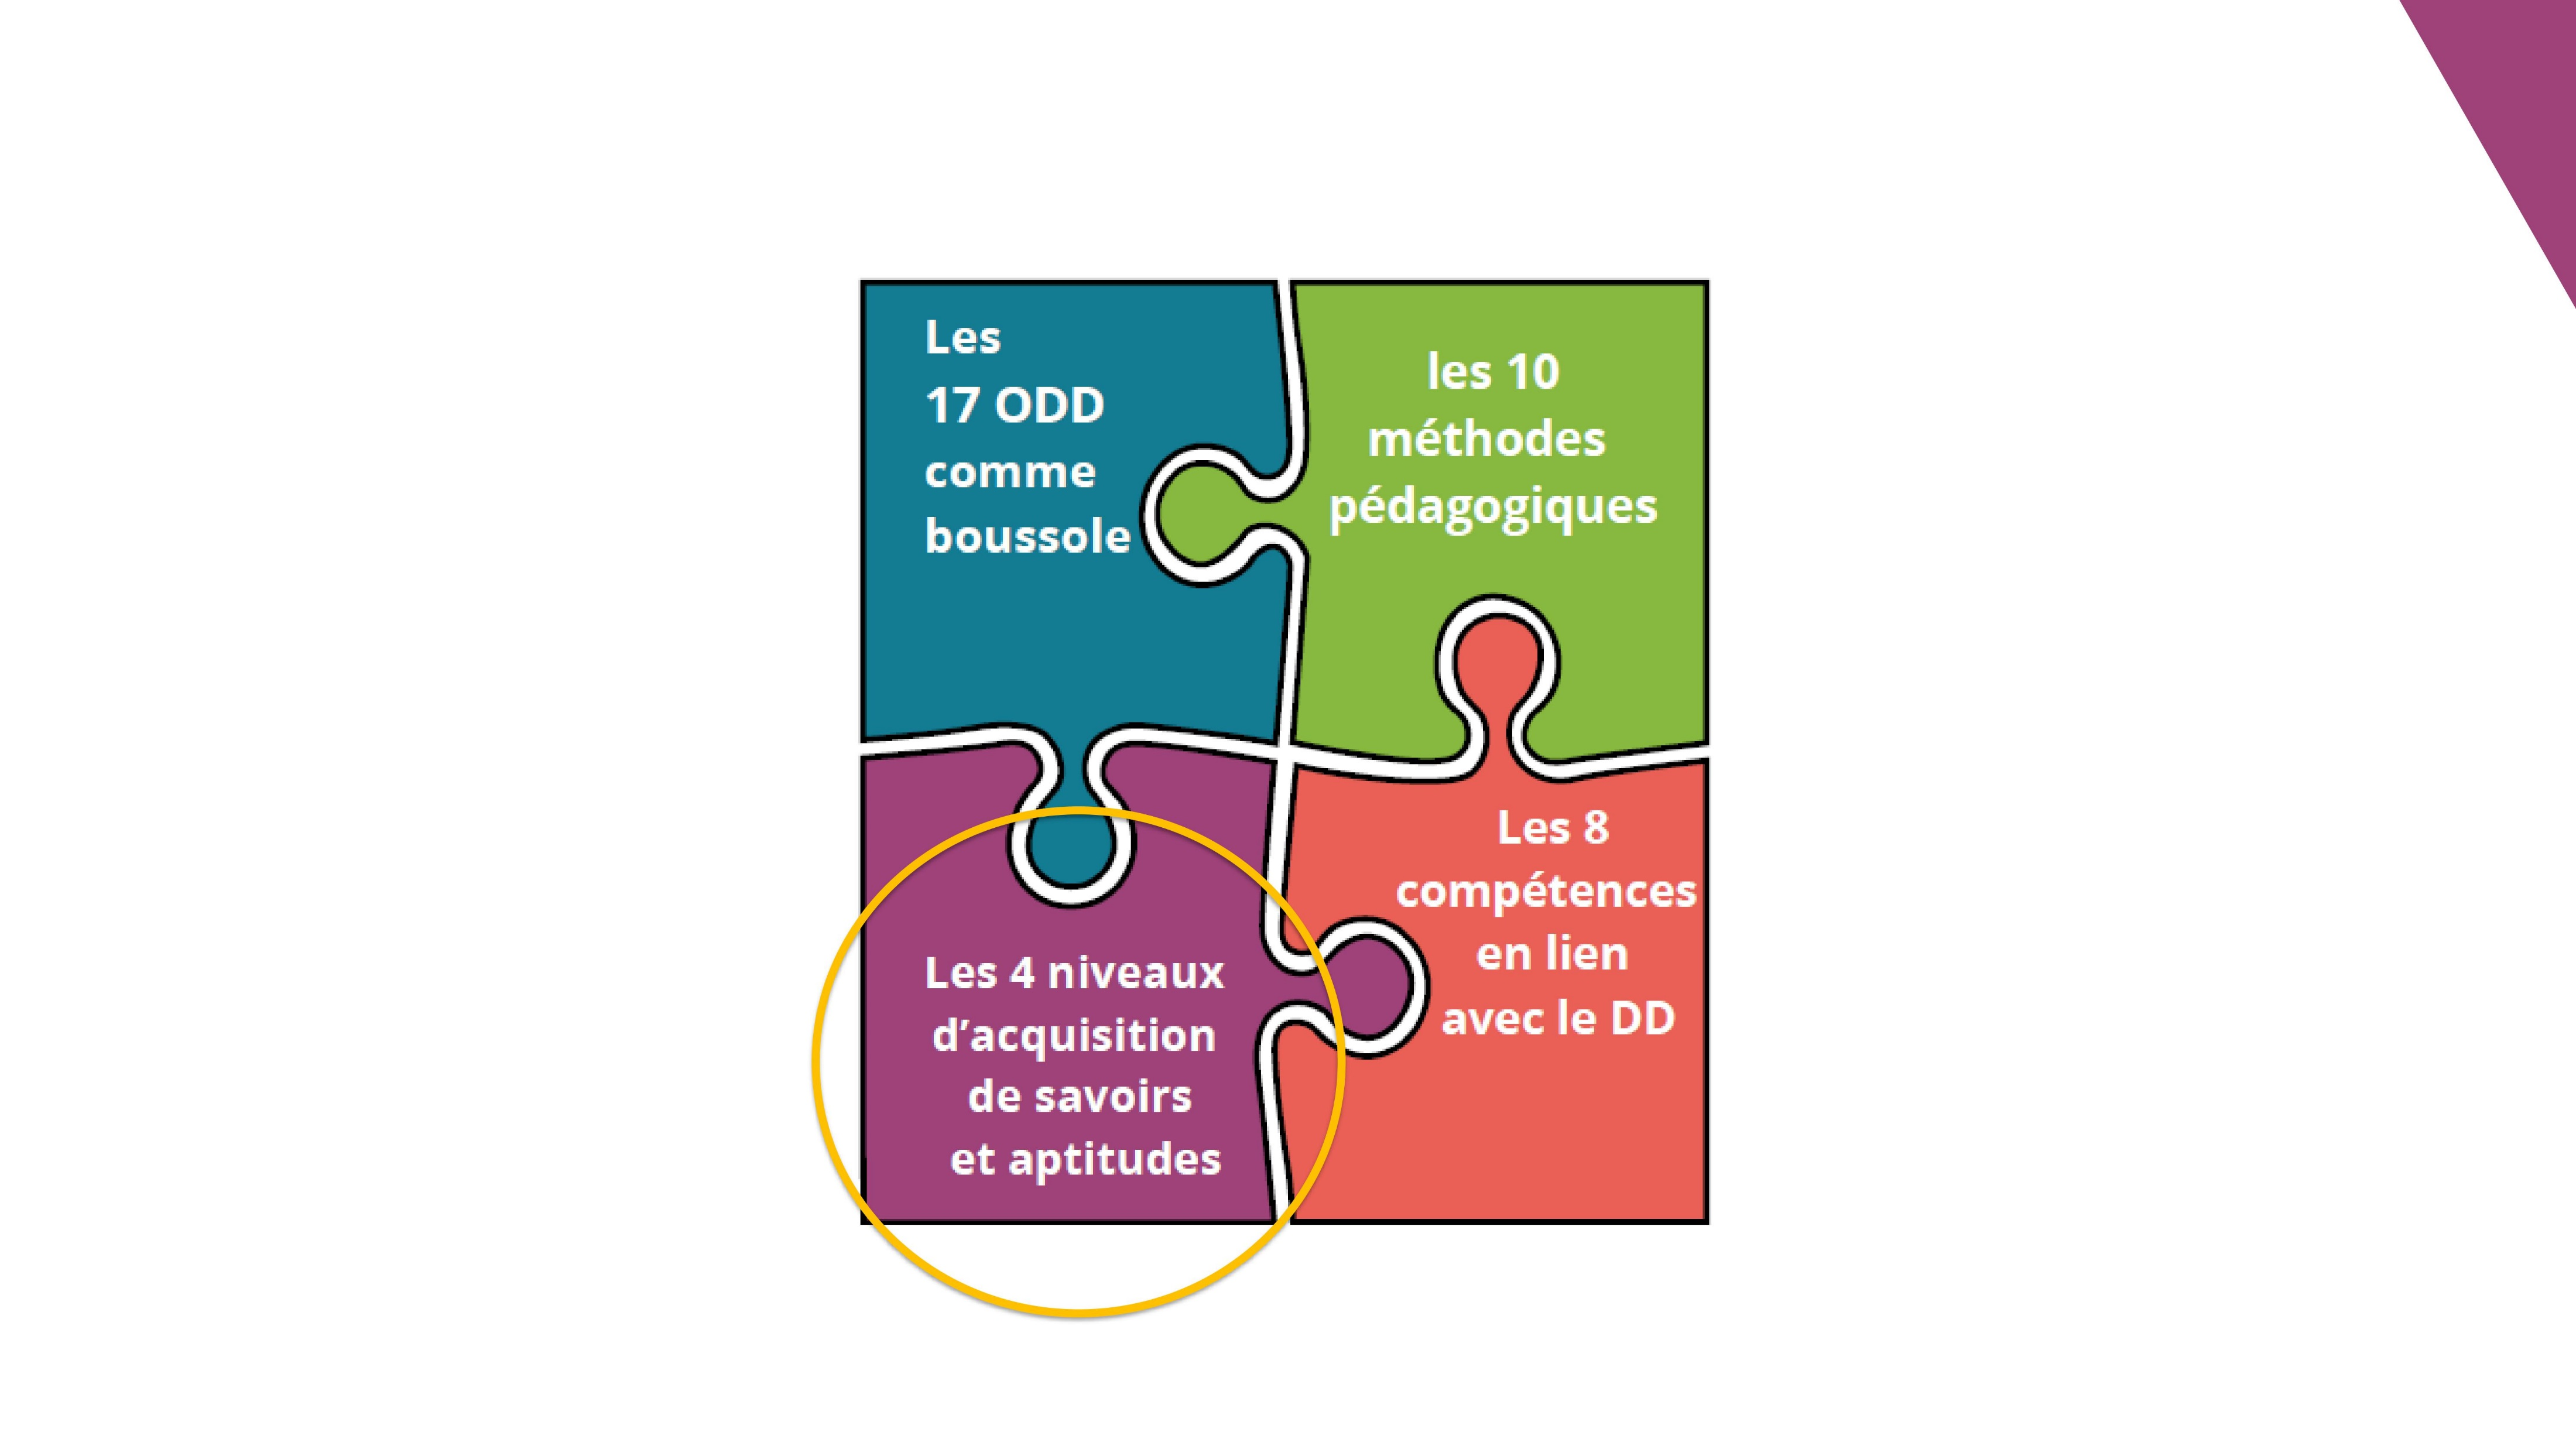 Les
17 ODD
comme
boussole
les 10
méthodes
pédagogiques
Les 4 niveaux
d’acquisition
de savoirs
et aptitudes
Les 8
compétences
en lien
avec le DD